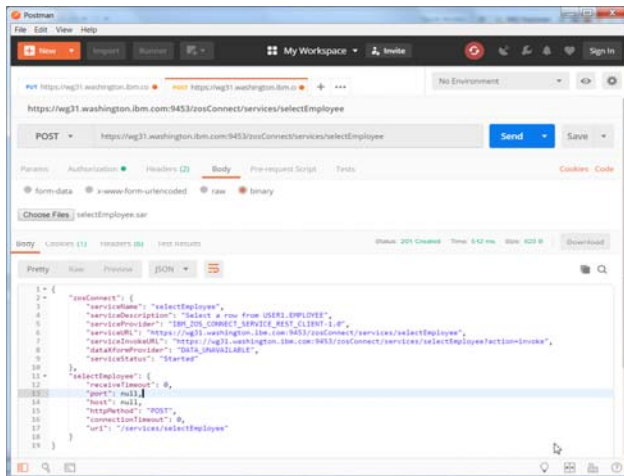 Postman
File Edit View Help
New Import Runner My Workspace Invite Sign In
PUT https://wg31.washington.ibm.co POST https://wg31.washington.ibm.co + ••• No Environment
https://wg31.washington.ibm.com:9453/zosConnect/services/selectEmployee
POST https://wg31.washington.ibm.com:9453/zosConnect/services/selectEmployee Send Save
Params Authorization Headers (2) Body Pre-request Script Tests Cookies Code
form-data x-www-form-urlencoded raw binary
Choose Files selectEmployee.sar
Body Cookies (1) Headers (6) Test Results Status: 201 Created Time: 512 ms Download
Pretty Raw Preview JSON
1 {
2 "zosConnect": {
3 "serviceName": "selectEmployee",
4 "serviceDescription": "Select a row from USER1.EMPLOYEE",
5 "serviceProvider": "IBM_ZOS_CONNECT_SERVICE_REST_CLIENT-1.0",
6 "serviceURL": "https://wg31.washington.ibm.com:9453/zosConnect/services/selectEmployee",
7 "serviceInvokeURL": "https://wg31.washington.ibm.com:9453/zosConnect/services/selectEmployee?action=invoke",
8 "dataXformProvider": "DATA_UNAVAILABLE",
9 "serviceStatus": "Started"
10 },
11 "selectEmployee": {
12 "receiveTimeout": 0,
13 "port": null,
14 "host": null,
15 "httpMethod": "POST",
16 "connectionTimeout": 0,
17 "uri": "/services/selectEmployee"
18 }
19 }